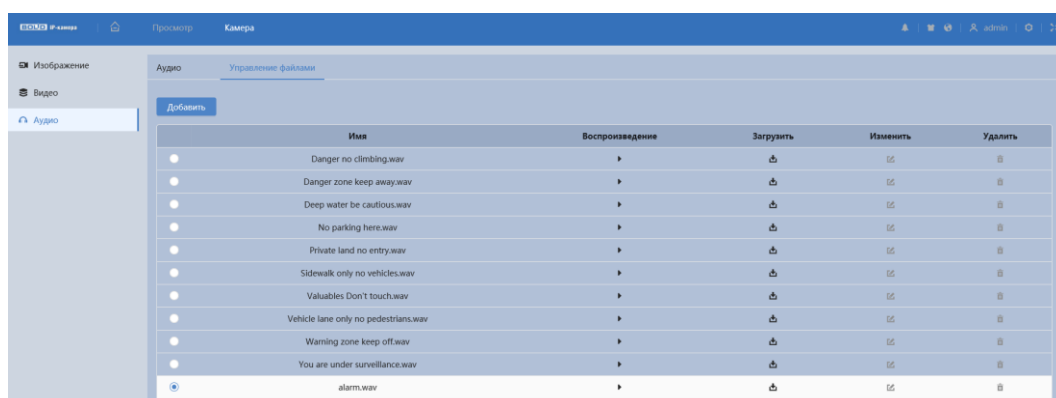 BOLID IP-камера Просмотр Камера admin
Изображение
Видео
Аудио
Аудио Управление файлами
Добавить
Имя Воспроизведение Загрузить Изменить Удалить
Danger no climbing.wav
Danger zone keep away.wav
Deep water be cautious.wav
No parking here.wav
Private land no entry.wav
Sidewalk only no vehicles.wav
Valuables Don't touch.wav
Vehicle lane only no pedestrians.wav
Warning zone keep off.wav
You are under surveillance.wav
alarm.wav